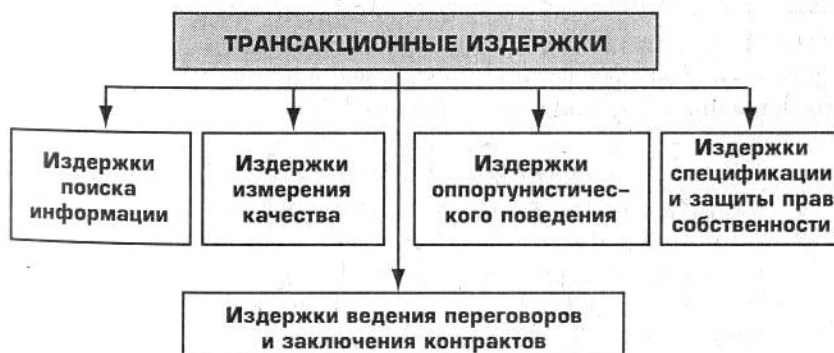 ТРАНСАКЦИОННЫЕ ИЗДЕРЖКИ
Издержки
поиска
информации
Издержки
измерения
качества
Издержки
оппортунистичес-
кого поведения
Издержки
спецификации
и защиты прав
собственности
Издержки ведения переговоров
и заключения контрактов